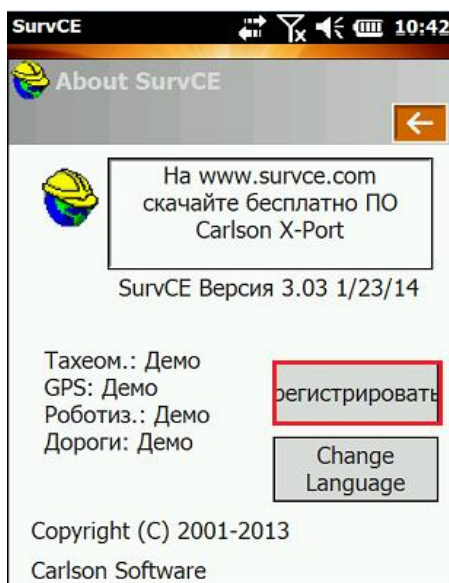 SurvCE 10:42
About SurvCE
На www.survce.com
скачайте бесплатно ПО
Carlson X-Port
SurvCE Версия 3.03 1/23/14
Тахеом.: Демо
GPS: Демо
Роботиз.: Демо
Дороги: Демо
регистрировать
Change
Language
Copyright (C) 2001-2013
Carlson Software